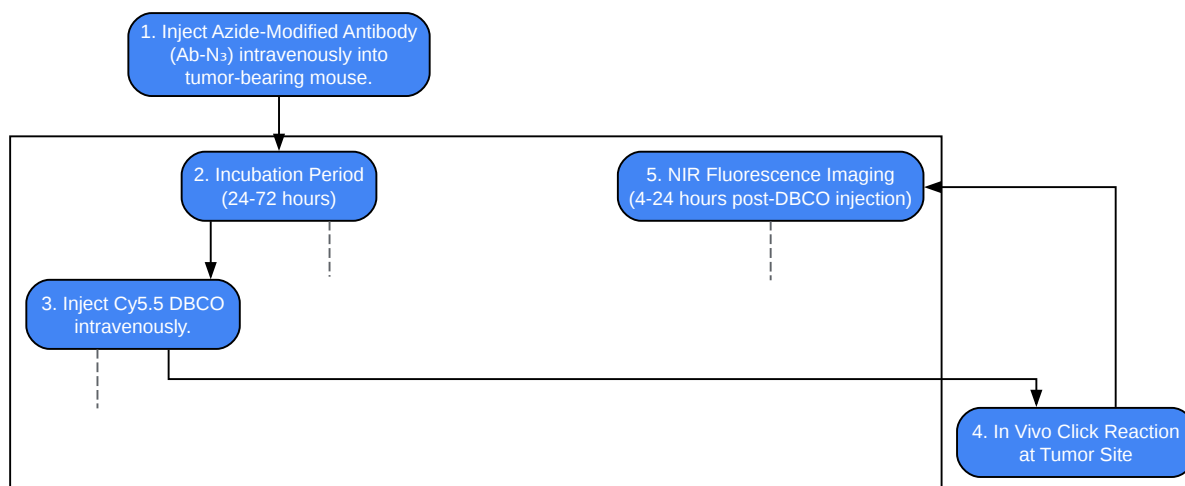 1. Inject Azide-Modified Antibody
(Ab-N₃) intravenously into
tumor-bearing mouse.
2. Incubation Period
(24-72 hours)
5. NIR Fluorescence Imaging
(4-24 hours post-DBCO injection)
3. Inject Cy5.5 DBCO
intravenously.
4. In Vivo Click Reaction
at Tumor Site